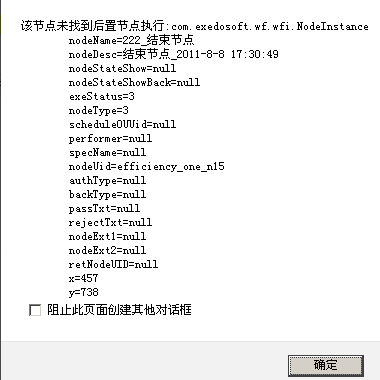 该节点未找到后置节点执行:com.exedosoft.wf.wfi.NodeInstance
nodeName=222_结束节点
nodeDesc=结束节点_2011-8-8 17:30:49
nodeStateShow=null
nodeStateShowBack=null
exeStatus=3
nodeType=3
scheduleOUUid=null
performer=null
specName=null
nodeUid=efficiency_one_n15
authType=null
backType=null
passTxt=null
rejectTxt=null
nodeExt1=null
nodeExt2=null
retNodeUID=null
x=457
y=738
阻止此页面创建其他对话框
确定